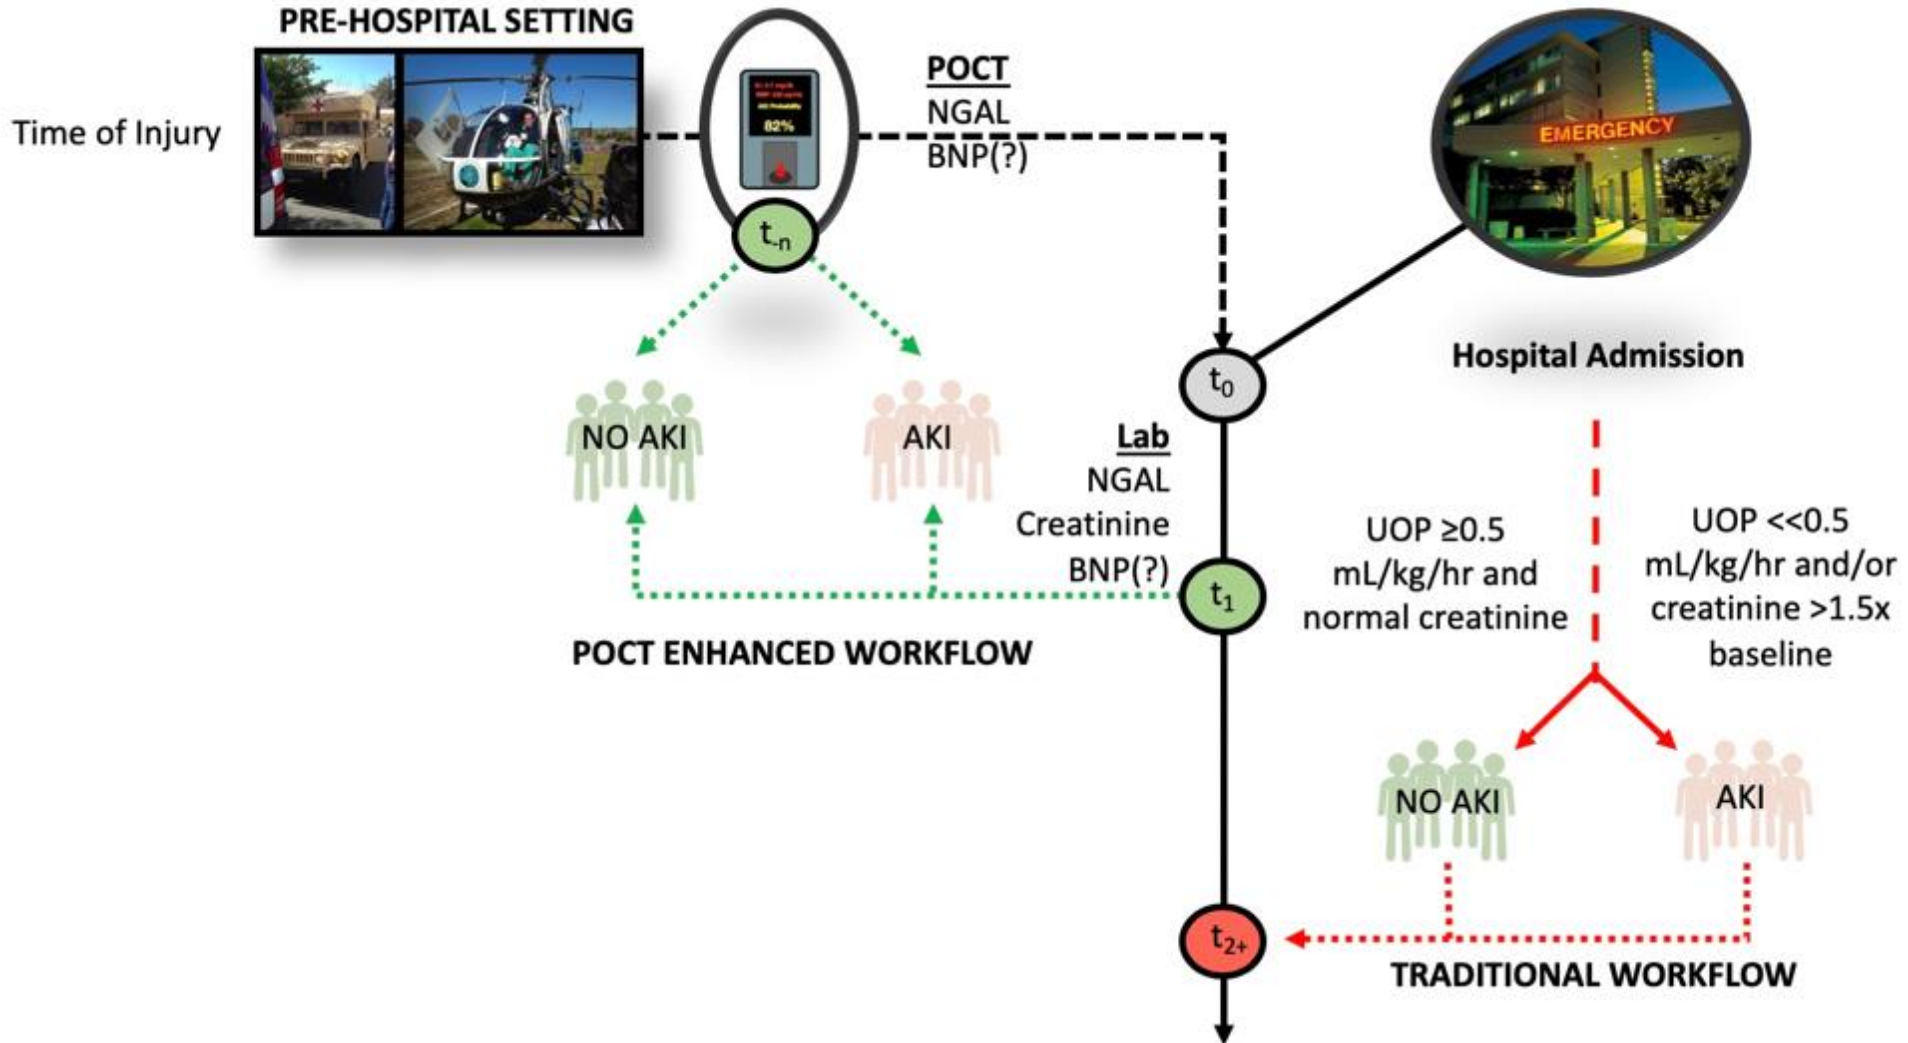 PRE-HOSPITAL SETTING
Time of Injury
82%
POCT
NGAL
BNP(?)
EMERGENCY
t-n
Hospital Admission
t0
NO AKI
AKI
Lab
NGAL
Creatinine
BNP(?)
t1
UOP ≥0.5
mL/kg/hr and
normal creatinine
UOP <<0.5
mL/kg/hr and/or
creatinine >1.5x
baseline
POCT ENHANCED WORKFLOW
NO AKI
AKI
t2+
TRADITIONAL WORKFLOW